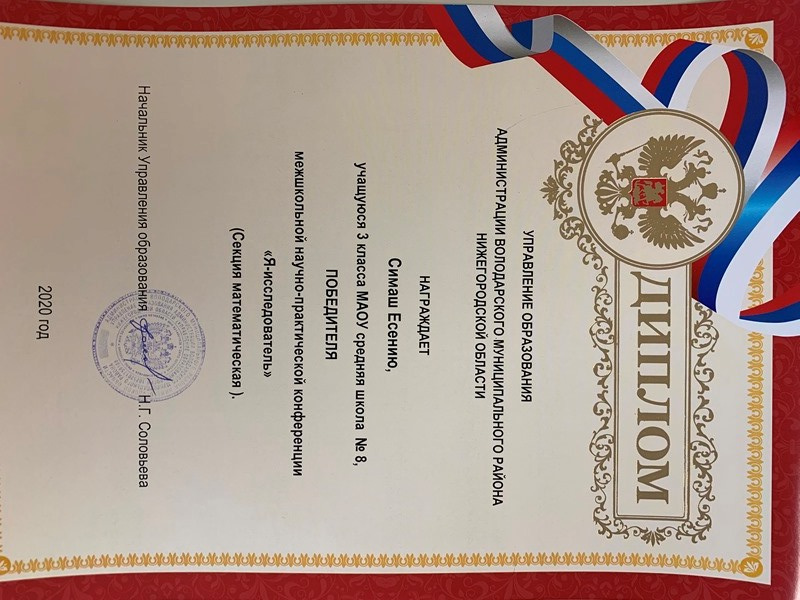 ДИПЛОМ
УПРАВЛЕНИЕ ОБРАЗОВАНИЯ
АДМИНИСТРАЦИИ ВОЛОДАРСКОГО МУНИЦИПАЛЬНОГО РАЙОНА
НИЖЕГОРОДСКОЙ ОБЛАСТИ
НАГРАЖДАЕТ
Симаш Есению,
учащуюся 3 класса МАОУ средняя школа № 8,
ПОБЕДИТЕЛЯ
межшкольной научно-практической конференции
«Я-исследователь»
(Секция математическая ).
Начальник Управления образования Н.Г. Соловьева
2020 год